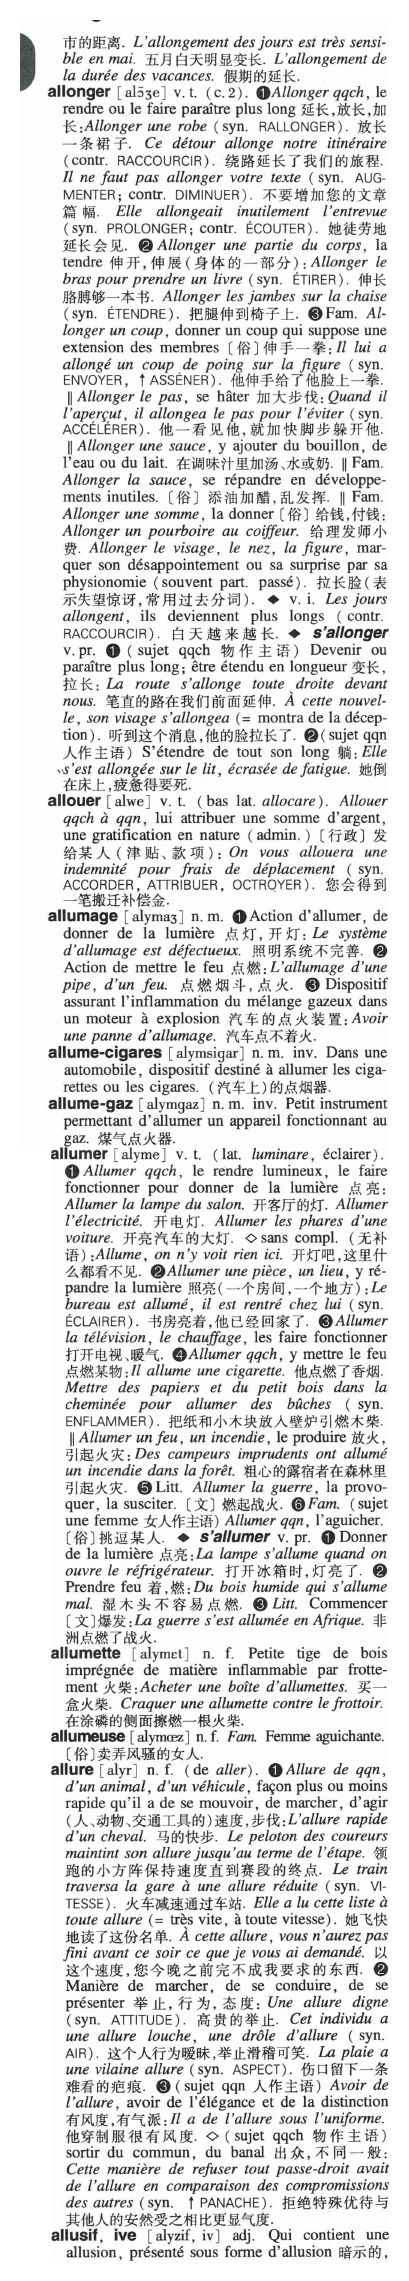 市的距离. L'allongement des jours est très sensi-
ble en mai. 五月白天明显变长. L'allongement de
la durée des vacances. 假期的延长.
allonger [alɔ̃ʒe] v. t. (c. 2). ❶Allonger qqch, le
rendre ou le faire paraître plus long 延长,放长,加
长:Allonger une robe (syn. RALLONGER). 放长
一条裙子. Ce détour allonge notre itinéraire
(contr. RACCOURCIR). 绕路延长了我们的旅程.
Il ne faut pas allonger votre texte (syn. AUG-
MENTER; contr. DIMINUER). 不要增加您的文章
篇幅. Elle allongeait inutilement l'entrevue
(syn. PROLONGER; contr. ÉCOUTER). 她徒劳地
延长会见. ❷ Allonger une partie du corps, la
tendre 伸开,伸展(身体的一部分): Allonger le
bras pour prendre un livre (syn. ÉTIRER). 伸长
胳膊够一本书. Allonger les jambes sur la chaise
(syn. ÉTENDRE). 把腿伸到椅子上. ❸ Fam. Al-
longer un coup, donner un coup qui suppose une
extension des membres 〔俗〕伸手一拳: Il lui a
allongé un coup de poing sur la figure (syn.
ENVOYER, ↑ ASSÉNER). 他伸手给了他脸上一拳.
‖ Allonger le pas, se hâter 加大步伐: Quand il
l'aperçut, il allongea le pas pour l'éviter (syn.
ACCÉLÉRER). 他一看见他,就加快脚步躲开他.
‖ Allonger une sauce, y ajouter du bouillon, de
l'eau ou du lait. 在调味汁里加汤、水或奶. ‖ Fam.
Allonger la sauce, se répandre en développe-
ments inutiles. 〔俗〕添油加醋,乱发挥. ‖ Fam.
Allonger une somme, la donner〔俗〕给钱,付钱:
Allonger un pourboire au coiffeur. 给理发师小
费. Allonger le visage, le nez, la figure, mar-
quer son désappointement ou sa surprise par sa
physionomie (souvent part. passé). 拉长脸(表
示失望惊讶,常用过去分词). ◆ v. i. Les jours
allongent, ils deviennent plus longs (contr.
RACCOURCIR). 白天越来越长. ◆ s'allonger
v. pr. ❶ (sujet qqch 物作主语) Devenir ou
paraître plus long; être étendu en longueur 变长,
拉长: La route s'allonge toute droite devant
nous. 笔直的路在我们前面延伸. À cette nouvel-
le, son visage s'allongea (= montra de la décep-
tion). 听到这个消息,他的脸拉长了. ❷(sujet qqn
人作主语) S'étendre de tout son long 躺: Elle
s'est allongée sur le lit, écrasée de fatigue. 她倒
在床上,疲惫得要死.
allouer [alwe] v. t. (bas lat. allocare). Allouer
qqch à qqn, lui attribuer une somme d'argent,
une gratification en nature (admin.)〔行政〕发
给某人(津贴、款项): On vous allouera une
indemnité pour frais de déplacement (syn.
ACCORDER, ATTRIBUER, OCTROYER). 您会得到
一笔搬迁补偿金.
allumage [alymaʒ] n. m. ❶Action d'allumer, de
donner de la lumière 点灯,开灯: Le système
d'allumage est défectueux. 照明系统不完善. ❷
Action de mettre le feu 点燃:L'allumage d'une
pipe, d'un feu. 点燃烟斗,点火. ❸ Dispositif
assurant l'inflammation du mélange gazeux dans
un moteur à explosion 汽车的点火装置: Avoir
une panne d'allumage. 汽车点不着火.
allume-cigares [alymsigar] n. m. inv. Dans une
automobile, dispositif destiné à allumer les ciga-
rettes ou les cigares. (汽车上)的点烟器.
allume-gaz [alymgaz] n. m. inv. Petit instrument
permettant d'allumer un appareil fonctionnant au
gaz. 煤气点火器.
allumer [alyme] v. t. (lat. luminare, éclairer).
❶ Allumer qqch, le rendre lumineux, le faire
fonctionner pour donner de la lumière 点亮:
Allumer la lampe du salon. 开客厅的灯. Allumer
l'électricité. 开电灯. Allumer les phares d'une
voiture. 开亮汽车的大灯. ◇ sans compl. (无补
语):Allume, on n'y voit rien ici. 开灯吧,这里什
么都看不见. ❷Allumer une pièce, un lieu, y ré-
pandre la lumière 照亮(一个房间,一个地方): Le
bureau est allumé, il est rentré chez lui (syn.
ÉCLAIRER). 书房亮着,他已经回家了. ❸Allumer
la télévision, le chauffage, les faire fonctionner
打开电视、暖气. ❹Allumer qqch, y mettre le feu
点燃某物:Il allume une cigarette. 他点燃了香烟.
Mettre des papiers et du petit bois dans la
cheminée pour allumer des bûches (syn.
ENFLAMMER). 把纸和小木块放入壁炉引燃木柴.
‖ Allumer un feu, un incendie, le produire 放火,
引起火灾: Des campeurs imprudents ont allumé
un incendie dans la forêt. 粗心的露宿者在森林里
引起火灾. ❺ Litt. Allumer la guerre, la provo-
quer, la susciter. 〔文〕燃起战火. ❻ Fam. (sujet
une femme 女人作主语) Allumer qqn, l'aguicher.
〔俗〕挑逗某人. ◆ s'allumer v. pr. ❶ Donner
de la lumière 点亮: La lampe s'allume quand on
ouvre le réfrigérateur. 打开冰箱时,灯亮了. ❷
Prendre feu 着,燃: Du bois humide qui s'allume
mal. 湿木头不容易点燃. ❸ Litt. Commencer
〔文〕爆发: La guerre s'est allumée en Afrique. 非
洲点燃了战火.
allumette [alymɛt] n. f. Petite tige de bois
imprégnée de matière inflammable par frotte-
ment 火柴: Acheter une boîte d'allumettes. 买一
盒火柴. Craquer une allumette contre le frottoir.
在涂磷的侧面擦燃一根火柴.
allumeuse [alymœz] n. f. Fam. Femme aguichante.
〔俗〕卖弄风骚的女人.
allure [alyr] n. f. (de aller). ❶ Allure de qqn,
d'un animal, d'un véhicule, façon plus ou moins
rapide qu'il a de se mouvoir, de marcher, d'agir
(人、动物、交通工具的)速度,步伐: L'allure rapide
d'un cheval. 马的快步. Le peloton des coureurs
maintint son allure jusqu'au terme de l'étape. 领
跑的小方阵保持速度直到赛段的终点. Le train
traversa la gare à une allure réduite (syn. VI-
TESSE). 火车减速通过车站. Elle a lu cette liste à
toute allure (= très vite, à toute vitesse). 她飞快
地读了这份名单. À cette allure, vous n'aurez pas
fini avant ce soir ce que je vous ai demandé. 以
这个速度,您今晚之前完不成我要求的东西. ❷
Manière de marcher, de se conduire, de se
présenter 举止,行为,态度: Une allure digne
(syn. ATTITUDE). 高贵的举止. Cet individu a
une allure louche, une drôle d'allure (syn.
AIR). 这个人行为暧昧,举止滑稽可笑. La plaie a
une vilaine allure (syn. ASPECT). 伤口留下一条
难看的疤痕. ❸ (sujet qqn 人作主语) Avoir de
l'allure, avoir de l'élégance et de la distinction
有风度,有气派: Il a de l'allure sous l'uniforme.
他穿制服很有风度. ◇ (sujet qqch 物作主语)
sortir du commun, du banal 出众,不同一般:
Cette manière de refuser tout passe-droit avait
de l'allure en comparaison des compromissions
des autres (syn. ↑ PANACHE). 拒绝特殊优待与
其他人的安然受之相比更显气度.
allusif, ive [alyzif, iv] adj. Qui contient une
allusion, présenté sous forme d'allusion 暗示的,